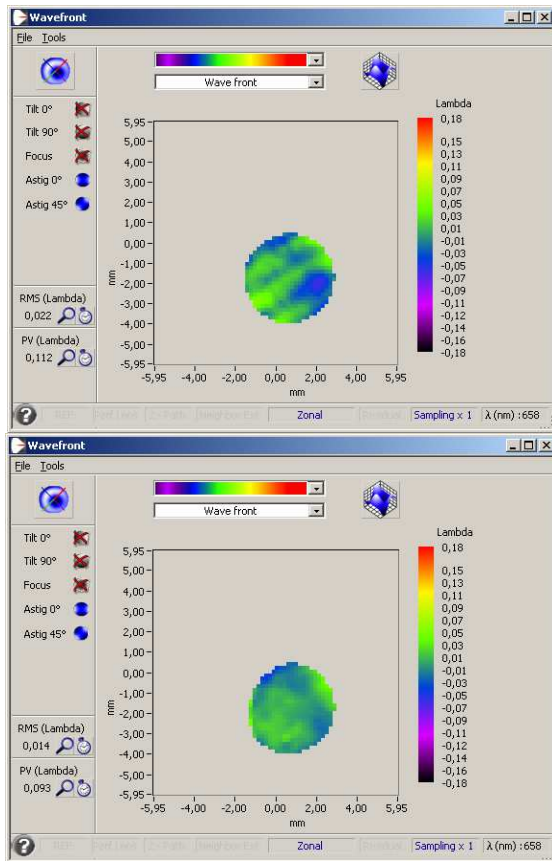 Wavefront
File Tools
Wave front
Tilt 0°
Tilt 90°
Focus
Astig 0°
Astig 45°
RMS (Lambda)
0,022
PV (Lambda)
0,112
5,95
5,00
4,00
3,00
2,00
1,00
0,00
-1,00
-2,00
-3,00
-4,00
-5,00
-5,95
mm
-5,95 -4,00 -2,00 0,00 2,00 4,00 5,95
mm
Lambda
0,18
0,15
0,13
0,11
0,09
0,07
0,05
0,03
0,01
-0,01
-0,03
-0,05
-0,07
-0,09
-0,11
-0,12
-0,14
-0,16
-0,18
Zonal Sampling x 1 λ (nm) :658
Wavefront
File Tools
Wave front
Tilt 0°
Tilt 90°
Focus
Astig 0°
Astig 45°
RMS (Lambda)
0,014
PV (Lambda)
0,093
5,95
5,00
4,00
3,00
2,00
1,00
0,00
-1,00
-2,00
-3,00
-4,00
-5,00
-5,95
mm
-5,95 -4,00 -2,00 0,00 2,00 4,00 5,95
mm
Lambda
0,18
0,15
0,13
0,11
0,09
0,07
0,05
0,03
0,01
-0,01
-0,03
-0,05
-0,07
-0,09
-0,11
-0,12
-0,14
-0,16
-0,18
Zonal Sampling x 1 λ (nm) :658